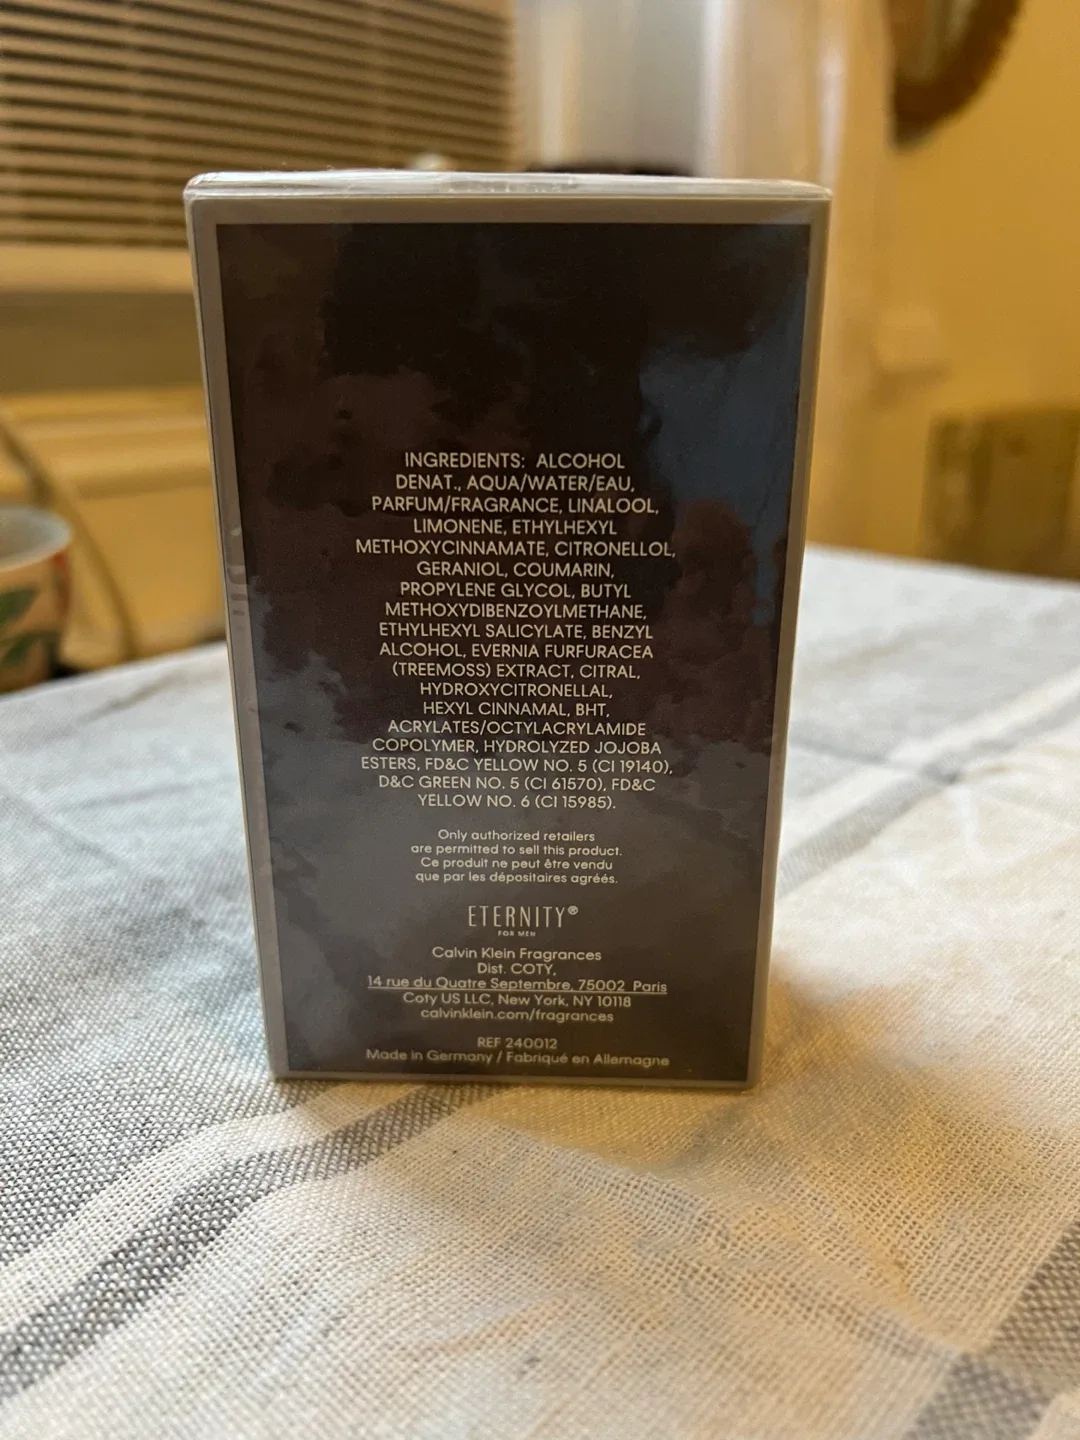 INGREDIENTS: ALCOHOL
DENAT., AQUA/WATER/EAU,
PARFUM/FRAGRANCE, LINALOOL,
LIMONENE, ETHYLHEXYL
METHOXYCINNAMATE, CITRONELLOL,
GERANIOL, COUMARIN,
PROPYLENE GLYCOL, BUTYL
METHOXYDIBENZOYLMETHANE,
ETHYLHEXYL SALICYLATE, BENZYL
ALCOHOL, EVERNIA FURFURACEA
(TREEMOSS) EXTRACT, CITRAL,
HYDROXYCITRONELLAL,
HEXYL CINNAMAL, BHT,
ACRYLATES/OCTYLACRYLAMIDE
COPOLYMER, HYDROLYZED JOJOBA
ESTERS, FD&C YELLOW NO. 5 (CI 19140),
D&C GREEN NO. 5 (CI 61570), FD&C
YELLOW NO. 6 (CI 15985).
Only authorized retailers
are permitted to sell this product.
Ce produit ne peut être vendu
que par les dépositaires agréés.
ETERNITY®
FOR MEN
Calvin Klein Fragrances
Dist. COTY,
14 rue du Quatre Septembre, 75002 Paris
Coty US LLC, New York, NY 10118
calvinklein.com/fragrances
REF 240012
Made in Germany / Fabriqué en Allemagne